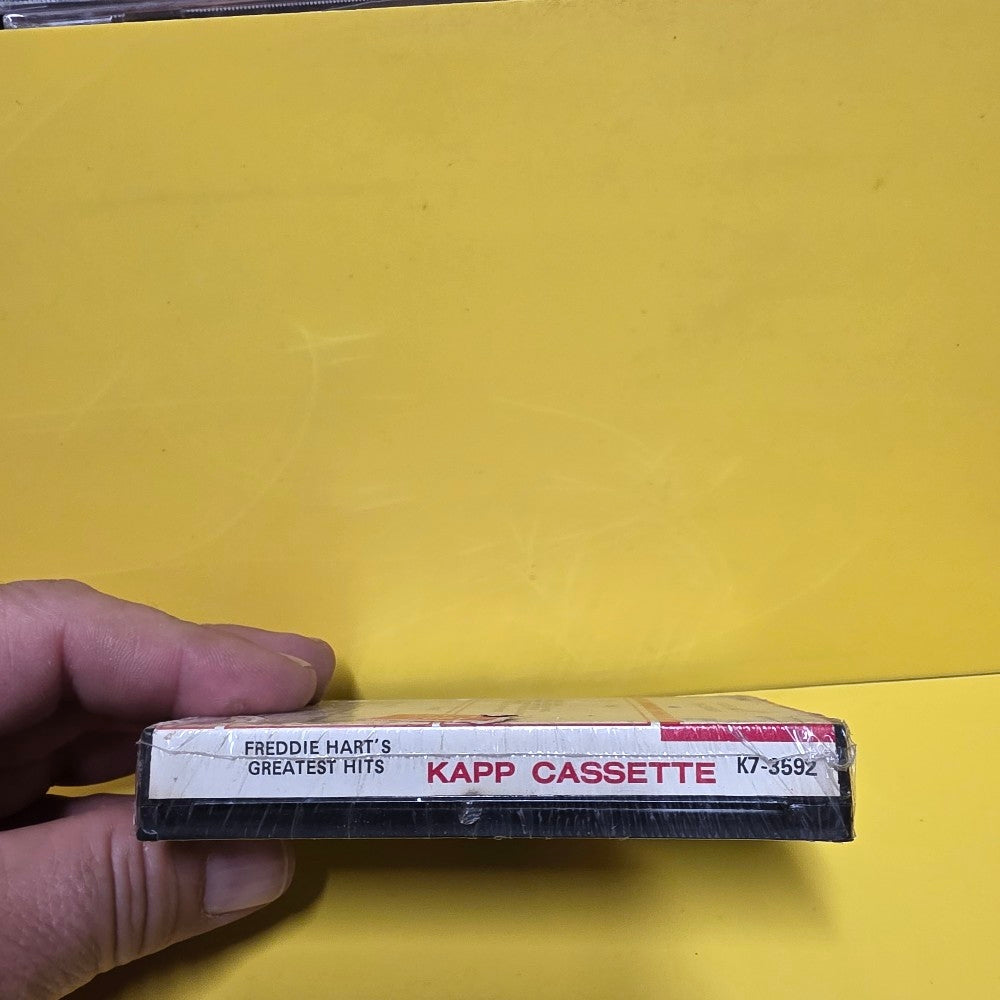 FREDDIE HART'S
GREATEST HITS
KAPP CASSETTE
K7-3592